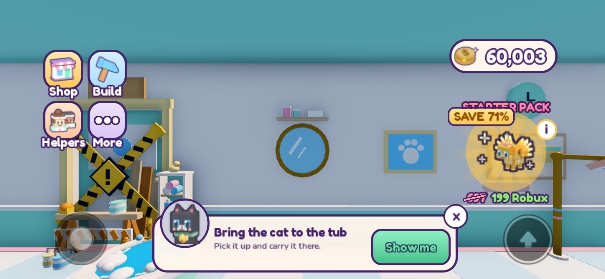 60,003
Shop
Build
STARTER PACK
SAVE 71%
i
Helpers
More
!
199 Robux
Bring the cat to the tub
Pick it up and carry it there.
Show me
×